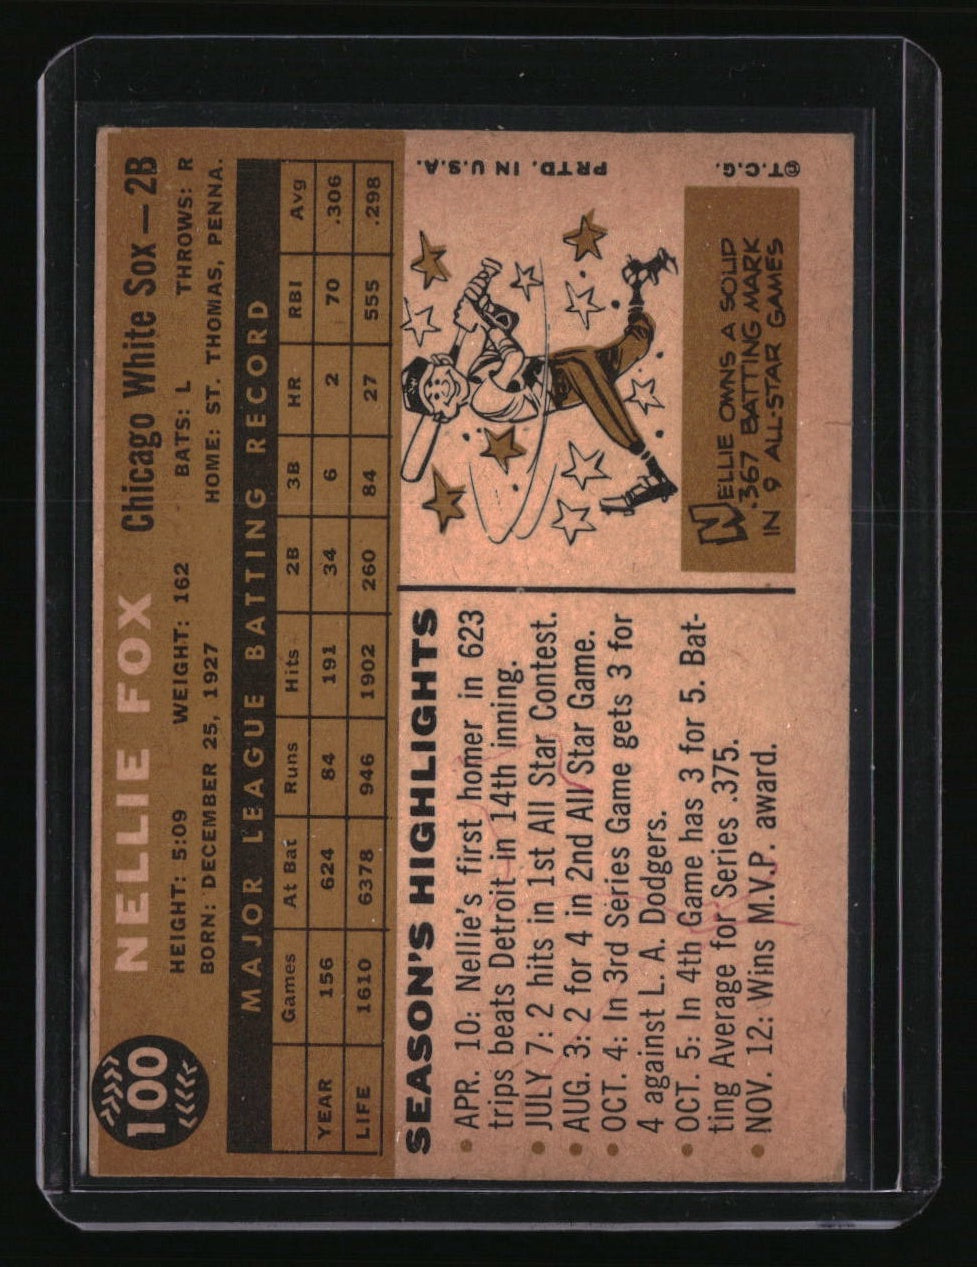 100
NELLIE FOX Chicago White Sox — 2B
HEIGHT: 5:09 WEIGHT: 162 BATS: L THROWS: R
BORN: DECEMBER 25, 1927 HOME: ST. THOMAS, PENNA.
MAJOR LEAGUE BATTING RECORD
Games At Bat Runs Hits 2B 3B HR RBI Avg
YEAR 156 624 84 191 34 6 2 70 .306
LIFE 1610 6378 946 1902 260 84 27 555 .298
SEASON'S HIGHLIGHTS
• APR. 10: Nellie's first homer in 623
trips beats Detroit in 14th inning.
• JULY 7: 2 hits in 1st All Star Contest.
• AUG. 3: 2 for 4 in 2nd All Star Game.
• OCT. 4: In 3rd Series Game gets 3 for
4 against L. A. Dodgers.
• OCT. 5: In 4th Game has 3 for 5. Bat-
ting Average for Series .375.
• NOV. 12: Wins M.V.P. award.
NELLIE OWNS A SOLID
.367 BATTING MARK
IN 9 ALL-STAR GAMES
© T.C.G. PRTD. IN U.S.A.